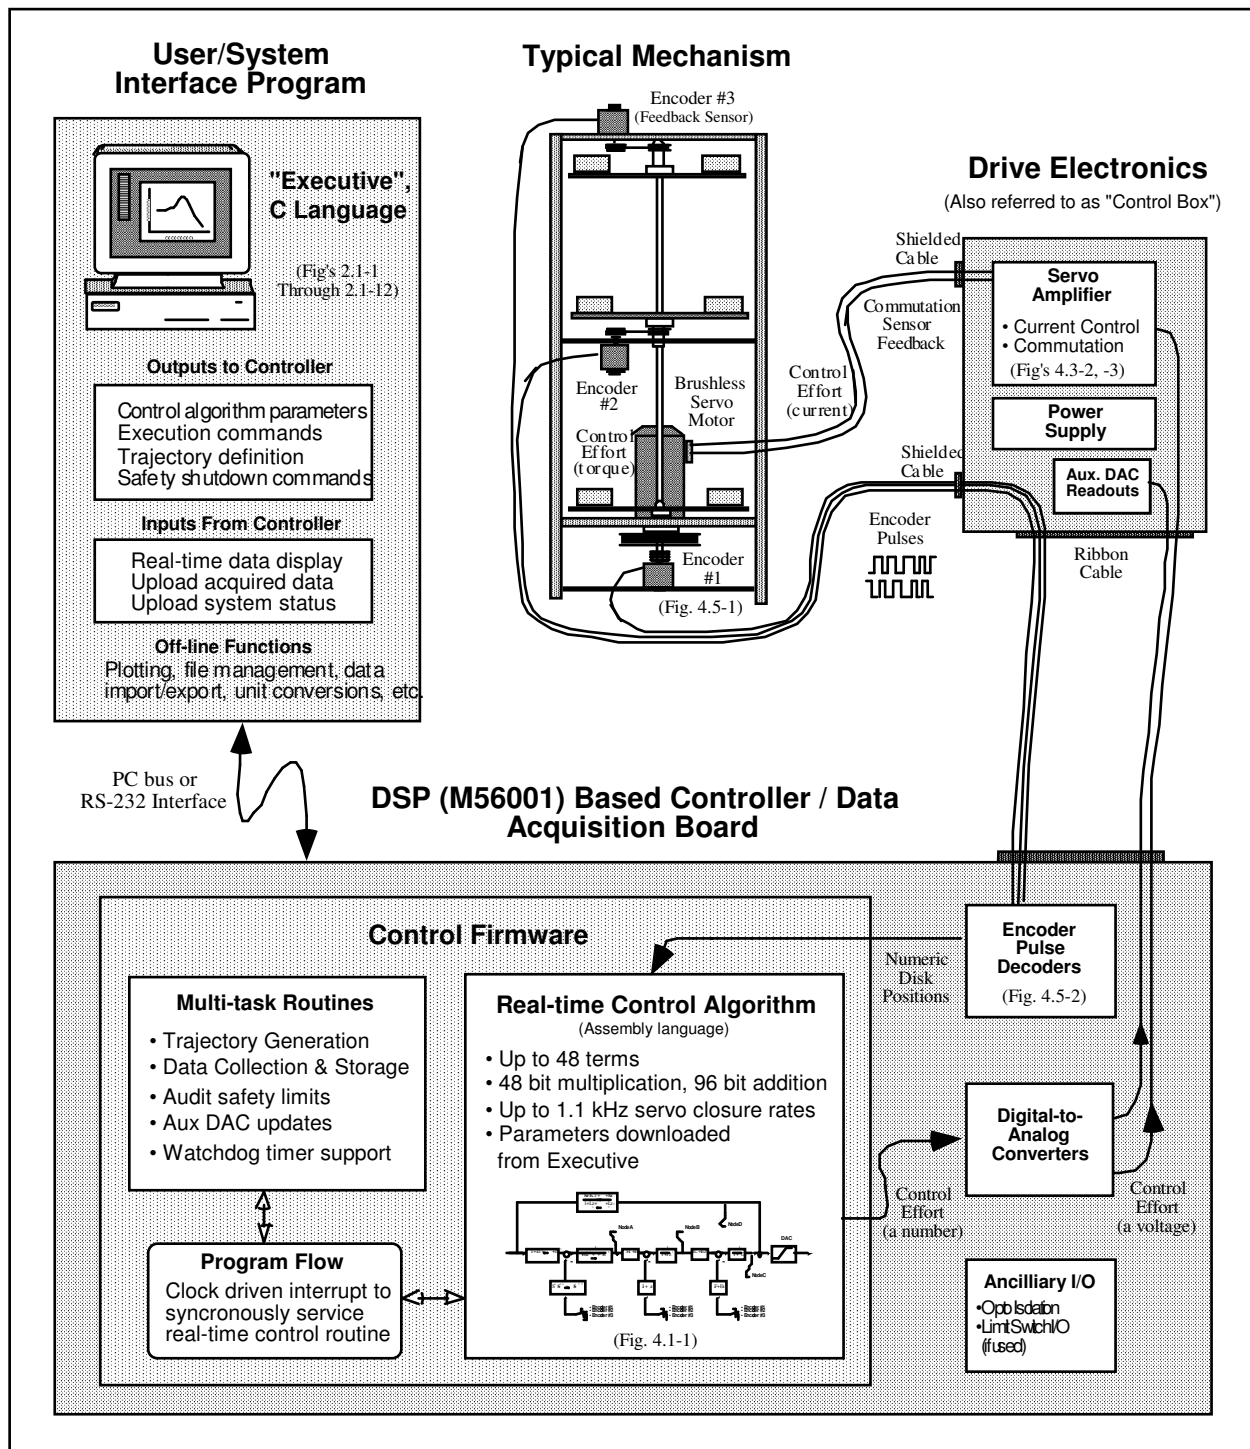 User/System
Interface Program
"Executive",
C Language
(Fig's 2.1-1
Through 2.1-12)
Outputs to Controller
Control algorithm parameters
Execution commands
Trajectory definition
Safety shutdown commands
Inputs From Controller
Real-time data display
Upload acquired data
Upload system status
Off-line Functions
Plotting, file management, data
import/export, unit conversions, etc.
PC bus or
RS-232 Interface
Typical Mechanism
Encoder #3
(Feedback Sensor)
Encoder
#2
Brushless
Servo
Motor
Control
Effort
(torque)
Encoder
#1
(Fig. 4.5-1)
Control
Effort
(current)
Drive Electronics
(Also referred to as "Control Box")
Shielded
Cable
Commutation
Sensor
Feedback
Servo
Amplifier
• Current Control
• Commutation
(Fig's 4.3-2, -3)
Power
Supply
Aux. DAC
Readouts
Shielded
Cable
Encoder
Pulses
Ribbon
Cable
DSP (M56001) Based Controller / Data
Acquisition Board
Control Firmware
Multi-task Routines
• Trajectory Generation
• Data Collection & Storage
• Audit safety limits
• Aux DAC updates
• Watchdog timer support
Program Flow
Clock driven interrupt to
syncronously service
real-time control routine
Real-time Control Algorithm
(Assembly language)
• Up to 48 terms
• 48 bit multiplication, 96 bit addition
• Up to 1.1 kHz servo closure rates
• Parameters downloaded
from Executive
NodeA
NodeB
NodeD
DAC
NodeC
(Fig. 4.1-1)
Numeric
Disk
Positions
Encoder
Pulse
Decoders
(Fig. 4.5-2)
Digital-to-
Analog
Converters
Control
Effort
(a number)
Control
Effort
(a voltage)
Ancilliary I/O
•Opto Isolation
•Limit Switch I/O
(if used)